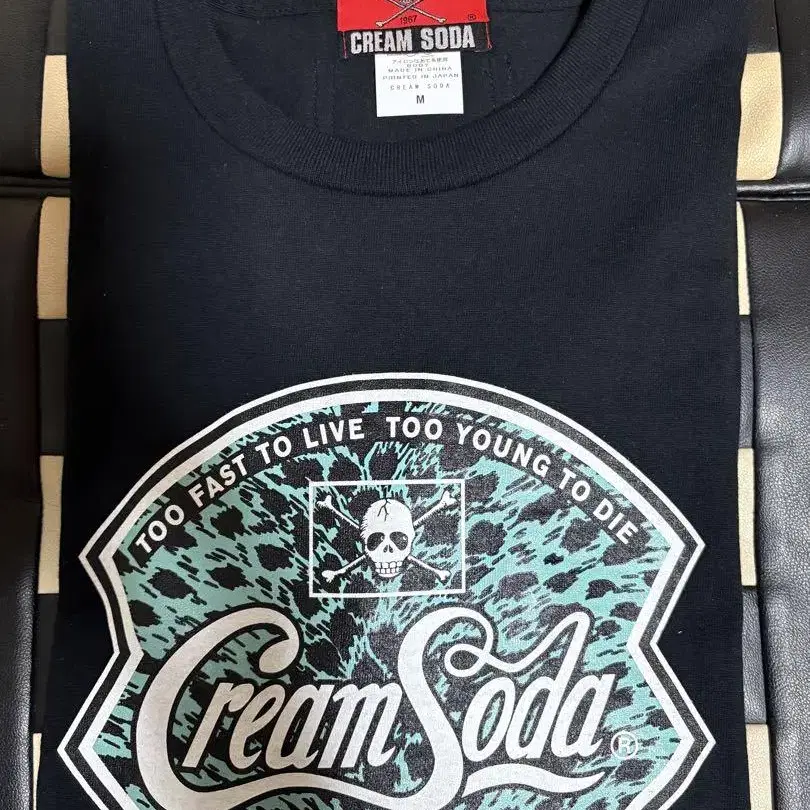 1967
®
CREAM SODA
MADE IN CHINA
PRINTED IN JAPAN
CREAM SODA
M
TOO FAST TO LIVE TOO YOUNG TO DIE
Cream Soda ®